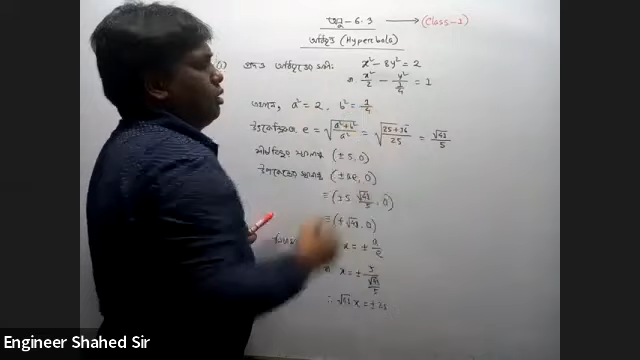 অনু - 6.3 → (Class-1)
অধিবৃত্ত (Hyperbola)
প্রদত্ত অধিবৃত্তের সমী: x² - 8y² = 2
বা x²/2 - y²/(1/4) = 1
এখানে, a² = 2, b² = 1/4
উৎকেন্দ্রিকতা e = √((a²+b²)/a²) = √((25+36)/25) = √61/5
শীর্ষবিন্দুর স্থানাঙ্ক (±5, 0)
উপকেন্দ্রের স্থানাঙ্ক (±ae, 0)
≡ (±5·√61/5, 0)
≡ (±√61, 0)
x = ± a/e
বা x = ± 5/(√61/5)
∴ √61 x = ±25
Engineer Shahed Sir